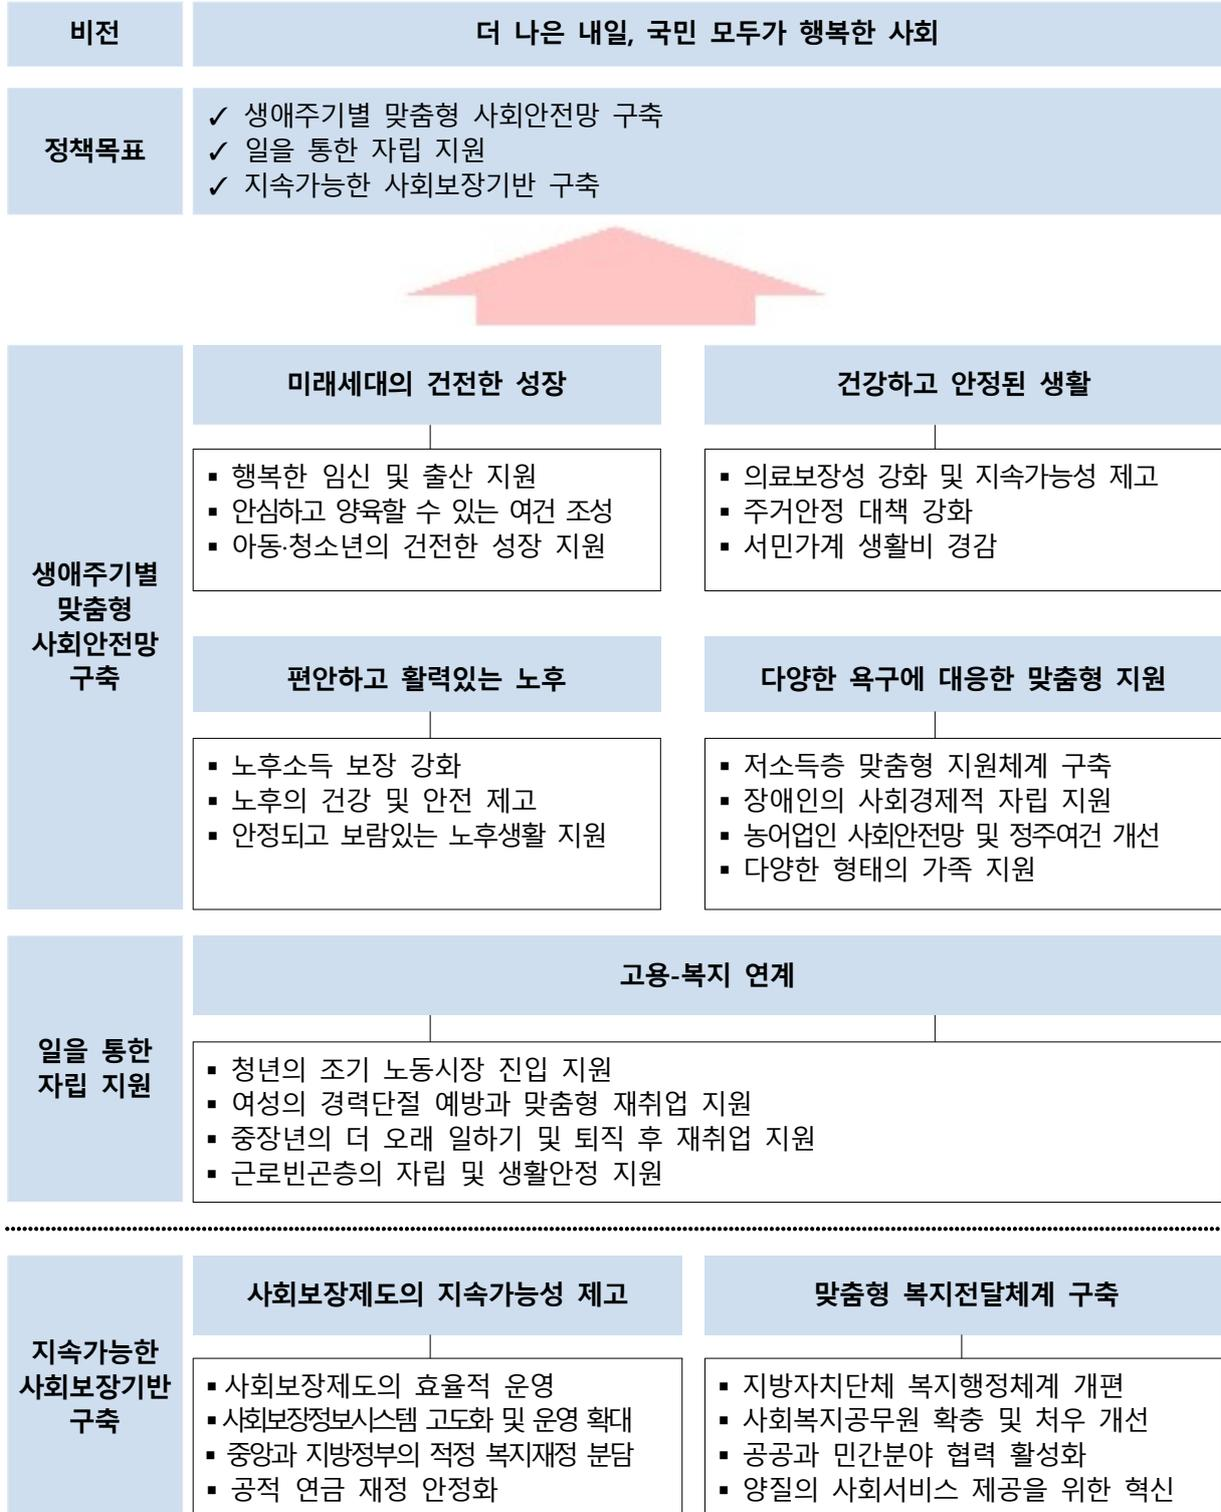 비전
더 나은 내일, 국민 모두가 행복한 사회
정책목표
✓ 생애주기별 맞춤형 사회안전망 구축
✓ 일을 통한 자립 지원
✓ 지속가능한 사회보장기반 구축
생애주기별
맞춤형
사회안전망
구축
미래세대의 건전한 성장
▪ 행복한 임신 및 출산 지원
▪ 안심하고 양육할 수 있는 여건 조성
▪ 아동·청소년의 건전한 성장 지원
건강하고 안정된 생활
▪ 의료보장성 강화 및 지속가능성 제고
▪ 주거안정 대책 강화
▪ 서민가계 생활비 경감
편안하고 활력있는 노후
▪ 노후소득 보장 강화
▪ 노후의 건강 및 안전 제고
▪ 안정되고 보람있는 노후생활 지원
다양한 욕구에 대응한 맞춤형 지원
▪ 저소득층 맞춤형 지원체계 구축
▪ 장애인의 사회경제적 자립 지원
▪ 농어업인 사회안전망 및 정주여건 개선
▪ 다양한 형태의 가족 지원
일을 통한
자립 지원
고용-복지 연계
▪ 청년의 조기 노동시장 진입 지원
▪ 여성의 경력단절 예방과 맞춤형 재취업 지원
▪ 중장년의 더 오래 일하기 및 퇴직 후 재취업 지원
▪ 근로빈곤층의 자립 및 생활안정 지원
지속가능한
사회보장기반
구축
사회보장제도의 지속가능성 제고
▪ 사회보장제도의 효율적 운영
▪ 사회보장정보시스템 고도화 및 운영 확대
▪ 중앙과 지방정부의 적정 복지재정 분담
▪ 공적 연금 재정 안정화
맞춤형 복지전달체계 구축
▪ 지방자치단체 복지행정체계 개편
▪ 사회복지공무원 확충 및 처우 개선
▪ 공공과 민간분야 협력 활성화
▪ 양질의 사회서비스 제공을 위한 혁신